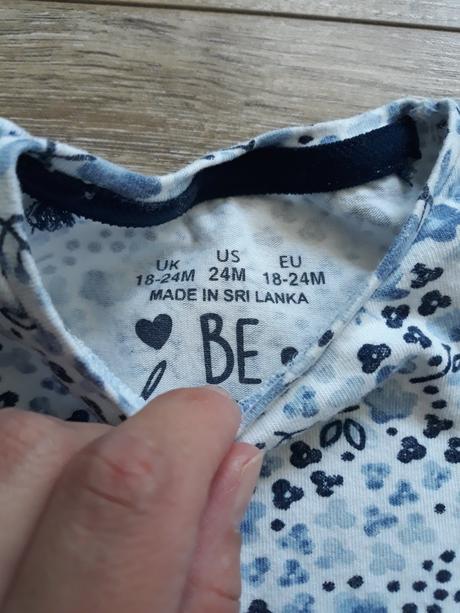 UK US EU
18-24M 24M 18-24M
MADE IN SRI LANKA
BE